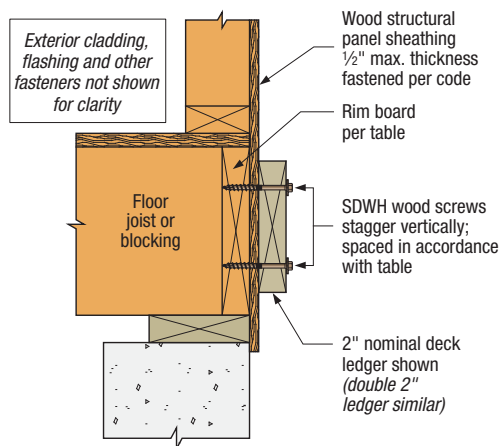 Exterior cladding,
flashing and other
fasteners not shown
for clarity
Wood structural
panel sheathing
½" max. thickness
fastened per code
Rim board
per table
Floor
joist or
blocking
SDWH wood screws
stagger vertically;
spaced in accordance
with table
2" nominal deck
ledger shown
(double 2"
ledger similar)